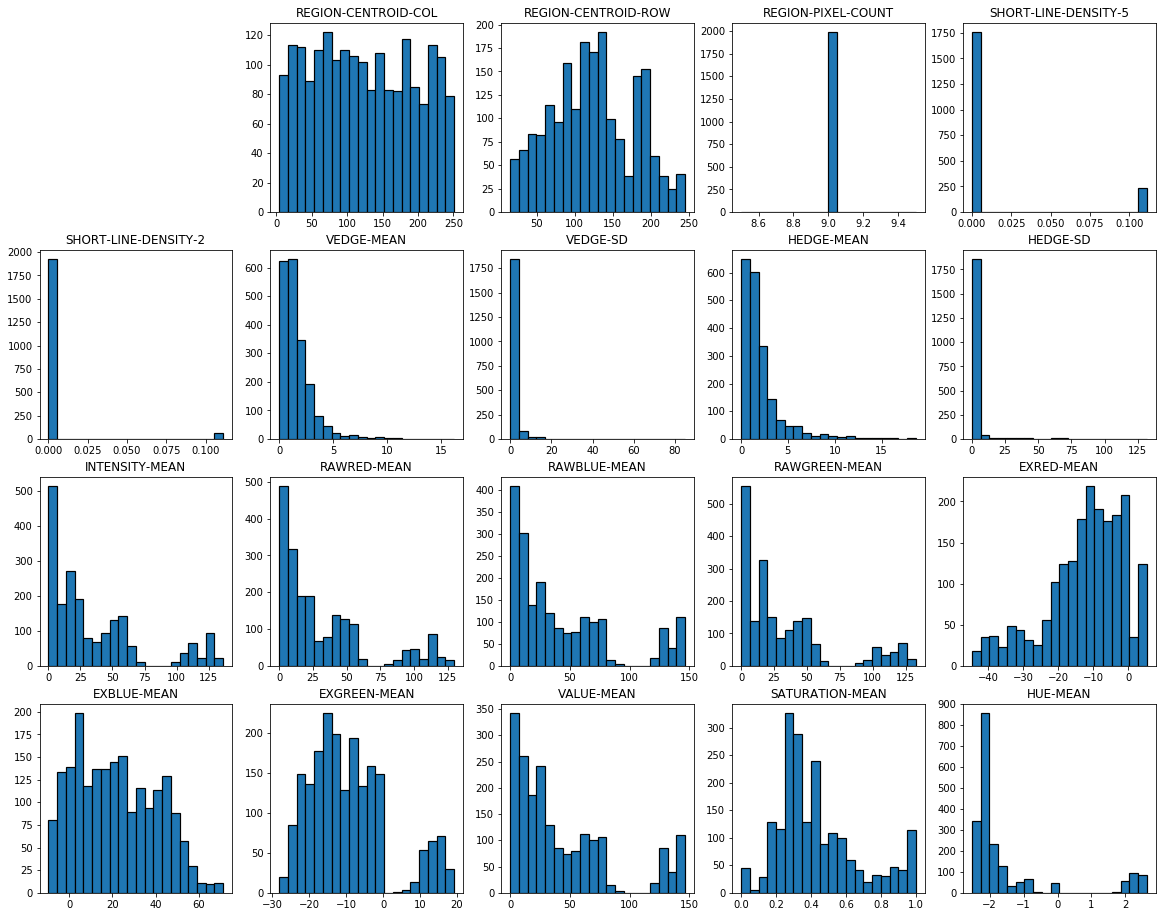 REGION-CENTROID-COL
0 20 40 60 80 100 120
0 50 100 150 200 250
REGION-CENTROID-ROW
0 25 50 75 100 125 150 175 200
50 100 150 200 250
REGION-PIXEL-COUNT
0 250 500 750 1000 1250 1500 1750 2000
8.6 8.8 9.0 9.2 9.4
SHORT-LINE-DENSITY-5
0 250 500 750 1000 1250 1500 1750
0.000 0.025 0.050 0.075 0.100
SHORT-LINE-DENSITY-2
0 250 500 750 1000 1250 1500 1750 2000
0.000 0.025 0.050 0.075 0.100
VEDGE-MEAN
0 100 200 300 400 500 600
0 5 10 15
VEDGE-SD
0 250 500 750 1000 1250 1500 1750
0 20 40 60 80
HEDGE-MEAN
0 100 200 300 400 500 600
0 5 10 15
HEDGE-SD
0 250 500 750 1000 1250 1500 1750
0 25 50 75 100 125
INTENSITY-MEAN
0 100 200 300 400 500
0 25 50 75 100 125
RAWRED-MEAN
0 100 200 300 400 500
0 25 50 75 100 125
RAWBLUE-MEAN
0 50 100 150 200 250 300 350 400
0 50 100 150
RAWGREEN-MEAN
0 100 200 300 400 500
0 25 50 75 100 125
EXRED-MEAN
0 50 100 150 200
−40 −30 −20 −10 0
EXBLUE-MEAN
0 25 50 75 100 125 150 175 200
0 20 40 60
EXGREEN-MEAN
0 50 100 150 200
−30 −20 −10 0 10 20
VALUE-MEAN
0 50 100 150 200 250 300 350
0 50 100 150
SATURATION-MEAN
0 50 100 150 200 250 300
0.0 0.2 0.4 0.6 0.8 1.0
HUE-MEAN
0 100 200 300 400 500 600 700 800 900
−2 −1 0 1 2